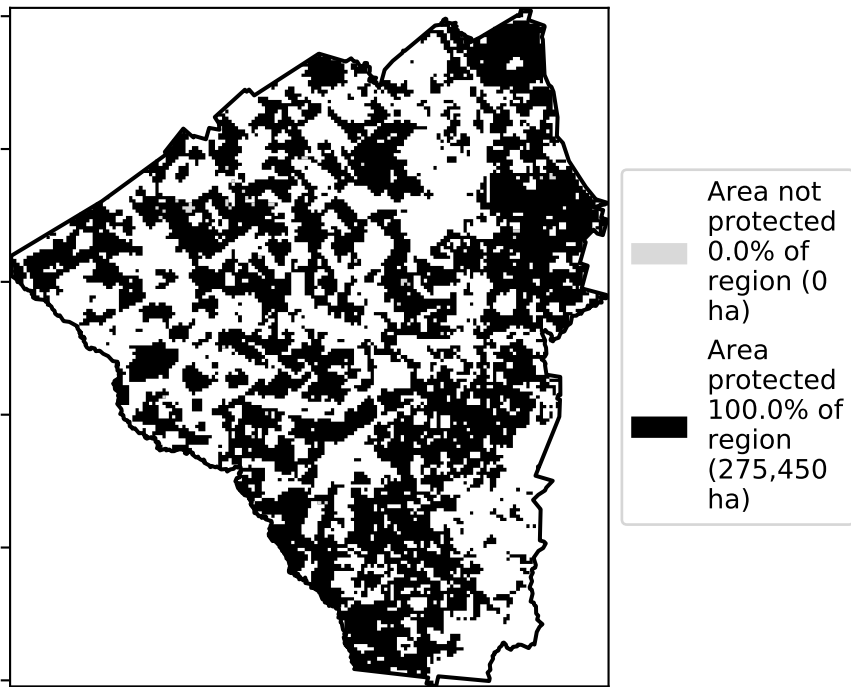 Area not
protected
0.0% of
region (0
ha)
Area
protected
100.0% of
region
(275,450
ha)